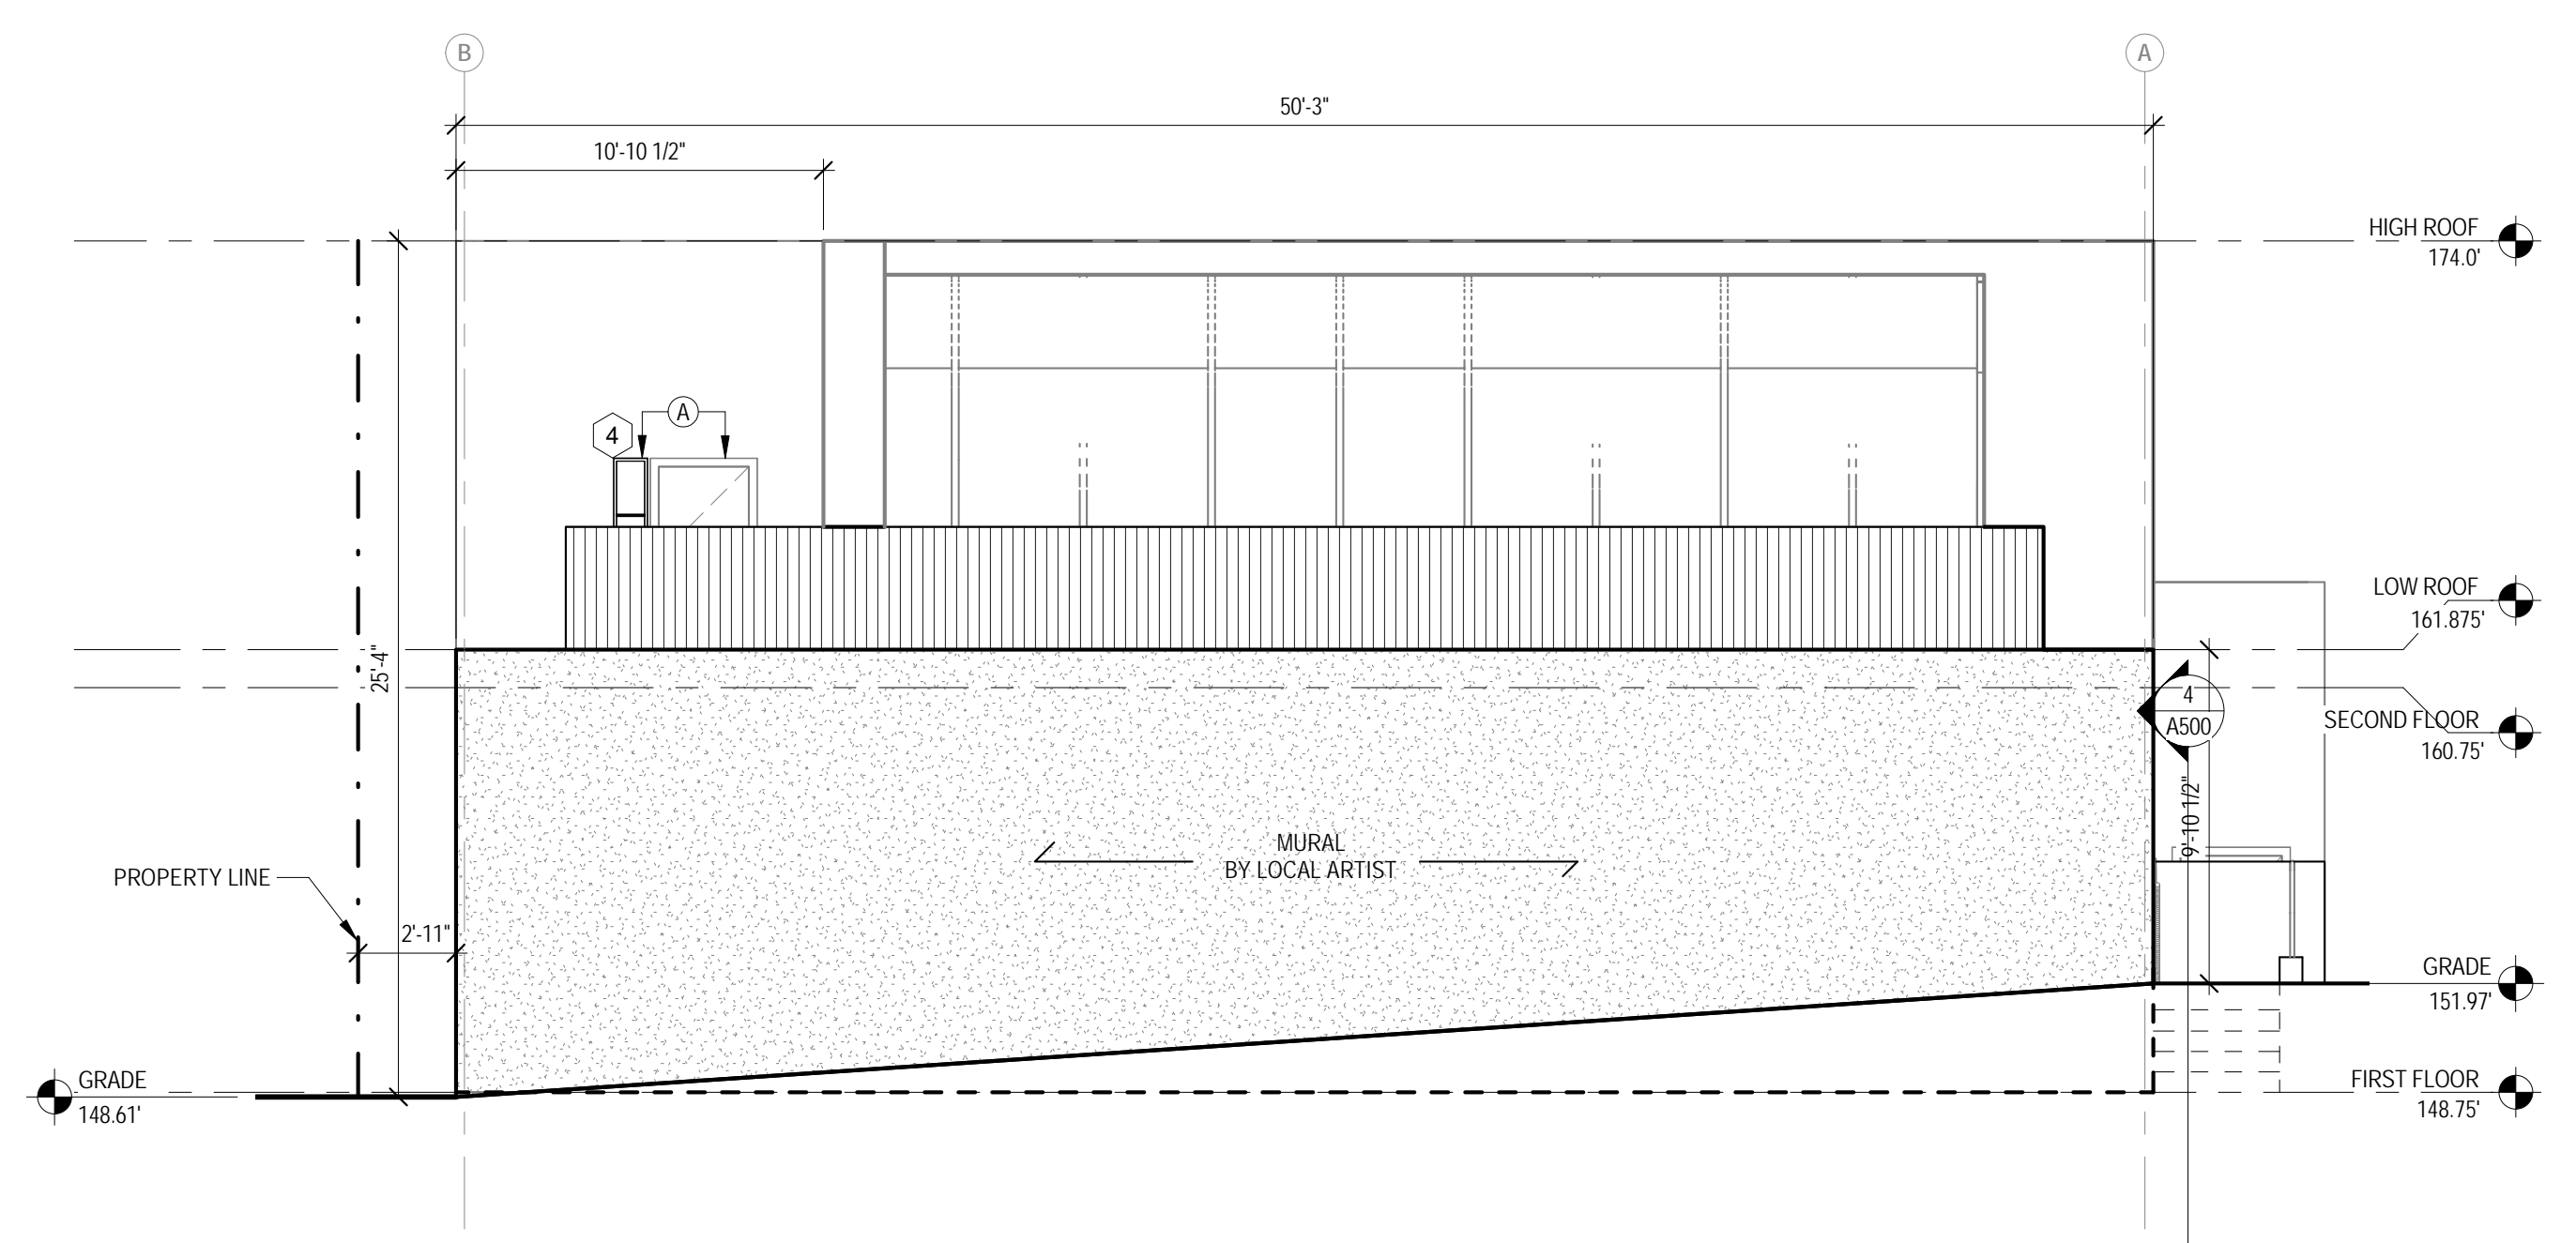 B
A
50'-3"
10'-10 1/2"
HIGH ROOF
174.0'
A
4
LOW ROOF
161.875'
25'-4"
4
A500
SECOND FLOOR
160.75'
9'-10 1/2"
MURAL
BY LOCAL ARTIST
PROPERTY LINE
2'-11"
GRADE
151.97'
GRADE
148.61'
FIRST FLOOR
148.75'